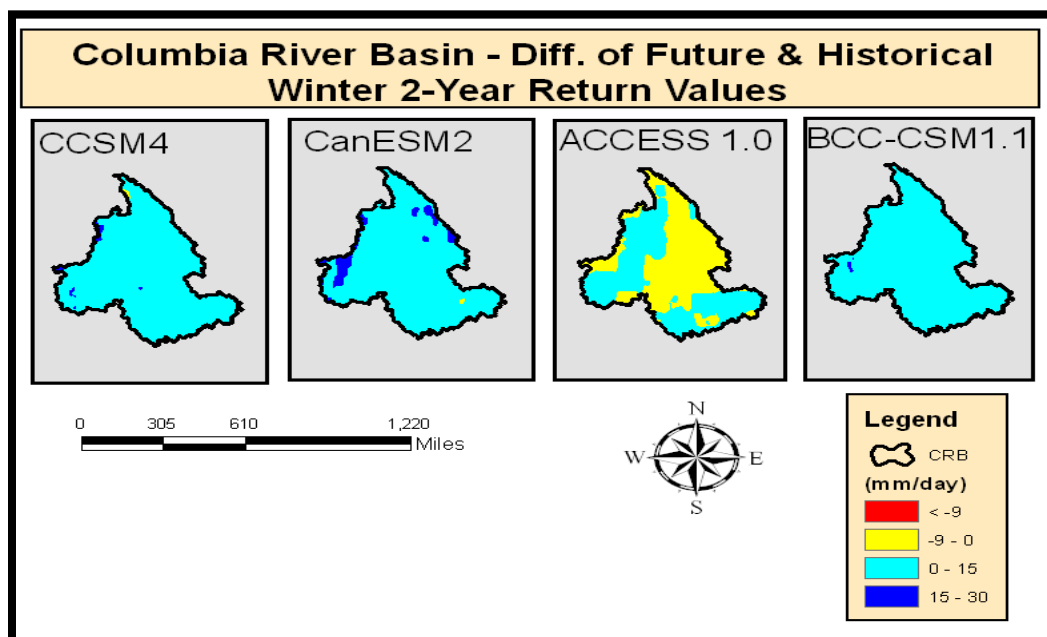 Columbia River Basin - Diff. of Future & Historical
Winter 2-Year Return Values
CCSM4
CanESM2
ACCESS 1.0
BCC-CSM1.1
0 305 610 1,220
Miles
N
W E
S
Legend
CRB
(mm/day)
< -9
-9 - 0
0 - 15
15 - 30